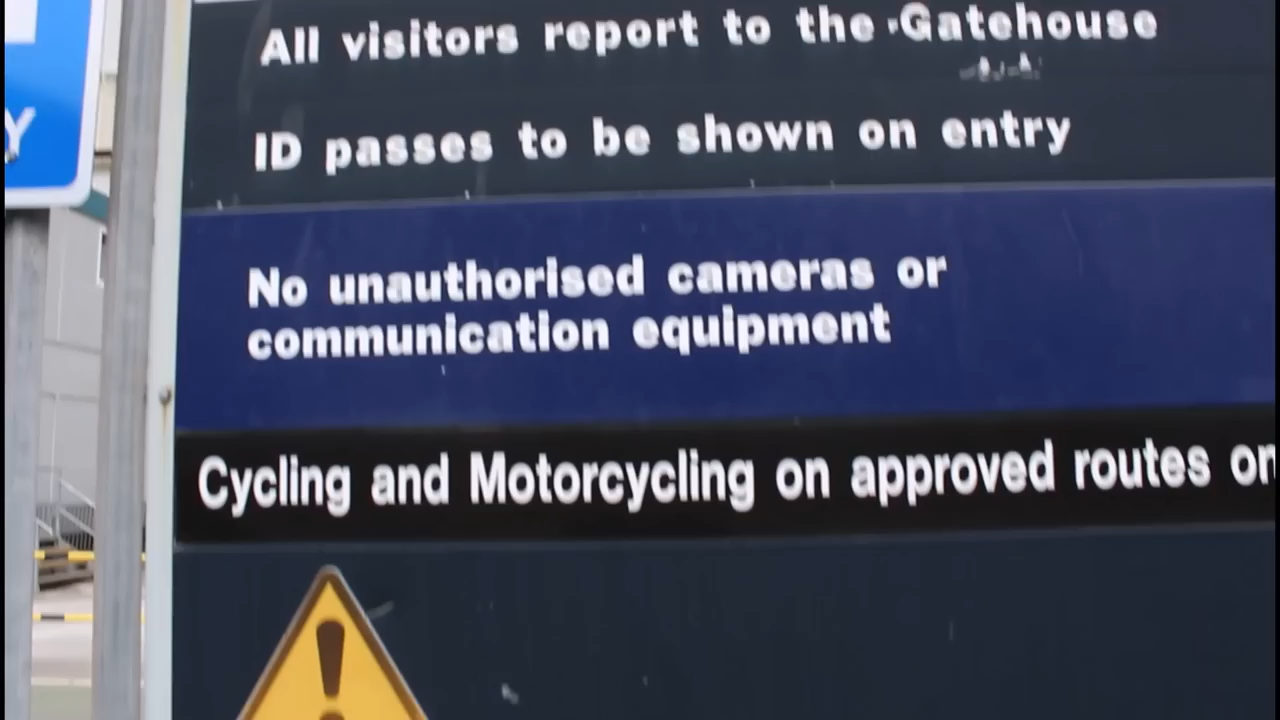 All visitors report to the Gatehouse
ID passes to be shown on entry
No unauthorised cameras or
communication equipment
Cycling and Motorcycling on approved routes on
Y